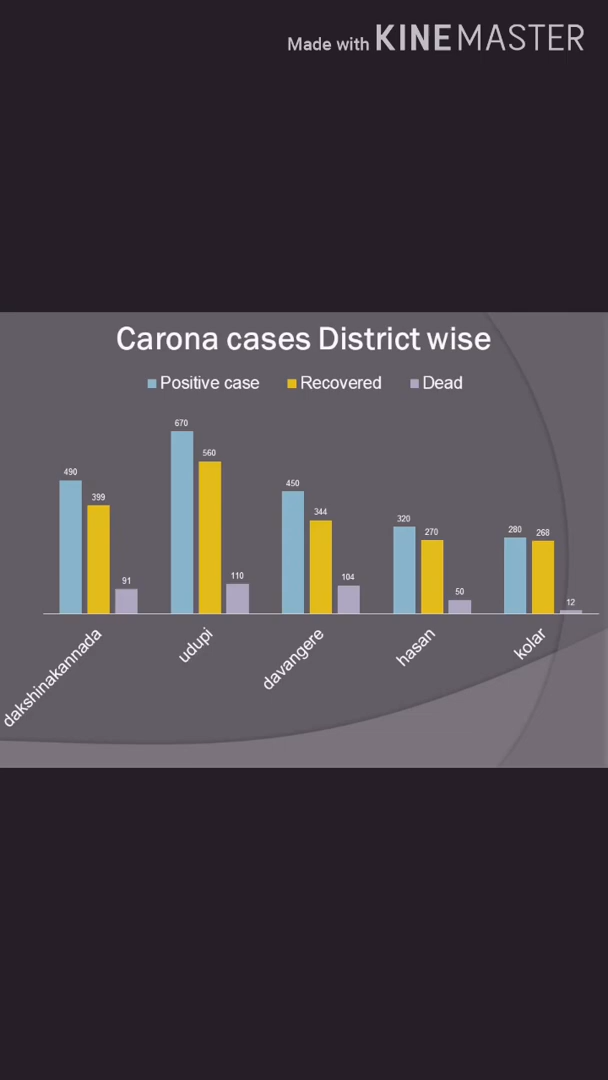 Made with KINEMASTER
Carona cases District wise
Positive case Recovered Dead
490 399 91 670 560 110 450 344 104 320 270 50 280 268 12
dakshinakannada udupi davangere hasan kolar